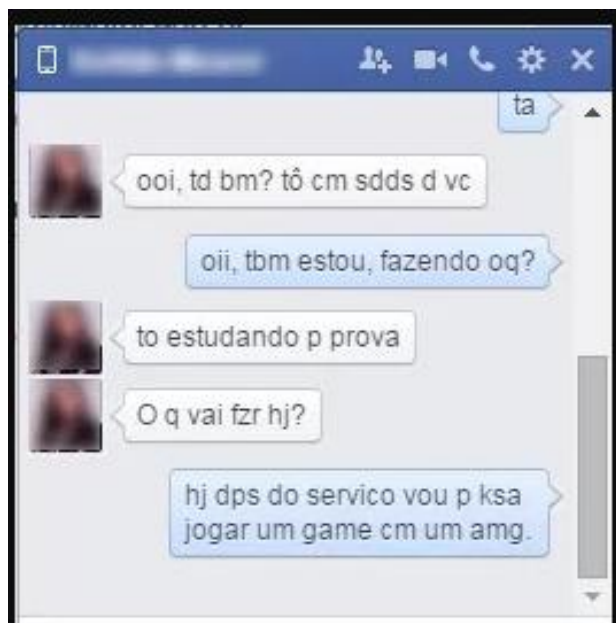 ta
ooi, td bm? tô cm sdds d vc
oii, tbm estou, fazendo oq?
to estudando p prova
O q vai fzr hj?
hj dps do servico vou p ksa
jogar um game cm um amg.